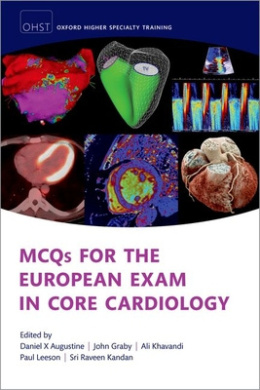 OHST OXFORD HIGHER SPECIALTY TRAINING
MCQs FOR THE
EUROPEAN EXAM
IN CORE CARDIOLOGY
Edited by
Daniel X Augustine | John Graby | Ali Khavandi
Paul Leeson | Sri Raveen Kandan